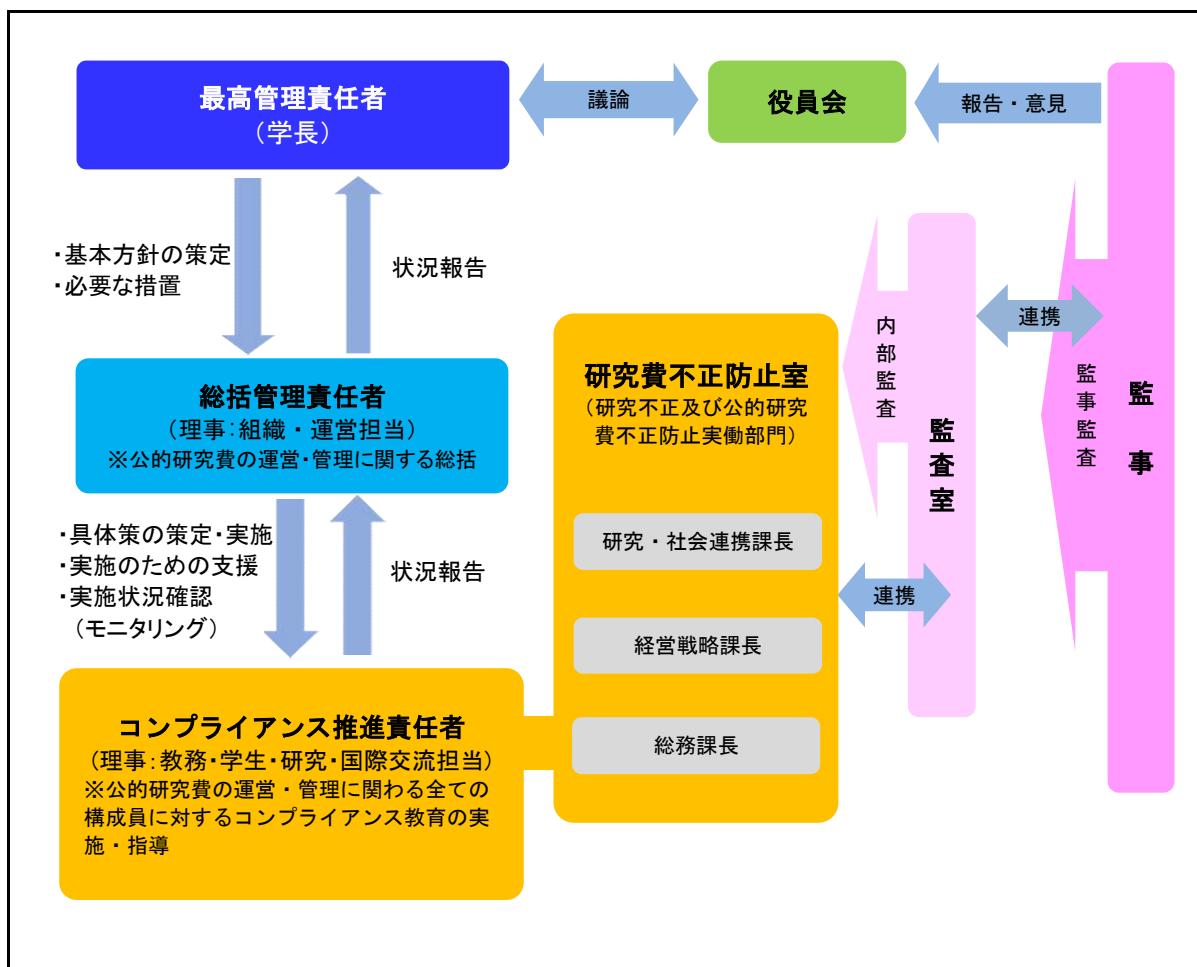 最高管理責任者
（学長）
議論
役員会
報告・意見
・基本方針の策定
・必要な措置
状況報告
総括管理責任者
（理事：組織・運営担当）
※公的研究費の運営・管理に関する総括
・具体策の策定・実施
・実施のための支援
・実施状況確認
（モニタリング）
状況報告
コンプライアンス推進責任者
（理事：教務・学生・研究・国際交流担当）
※公的研究費の運営・管理に関わる全ての
構成員に対するコンプライアンス教育の実
施・指導
研究費不正防止室
（研究不正及び公的研究
費不正防止実働部門）
研究・社会連携課長
経営戦略課長
総務課長
内部監査
監査室
連携
連携
監事監査
監事